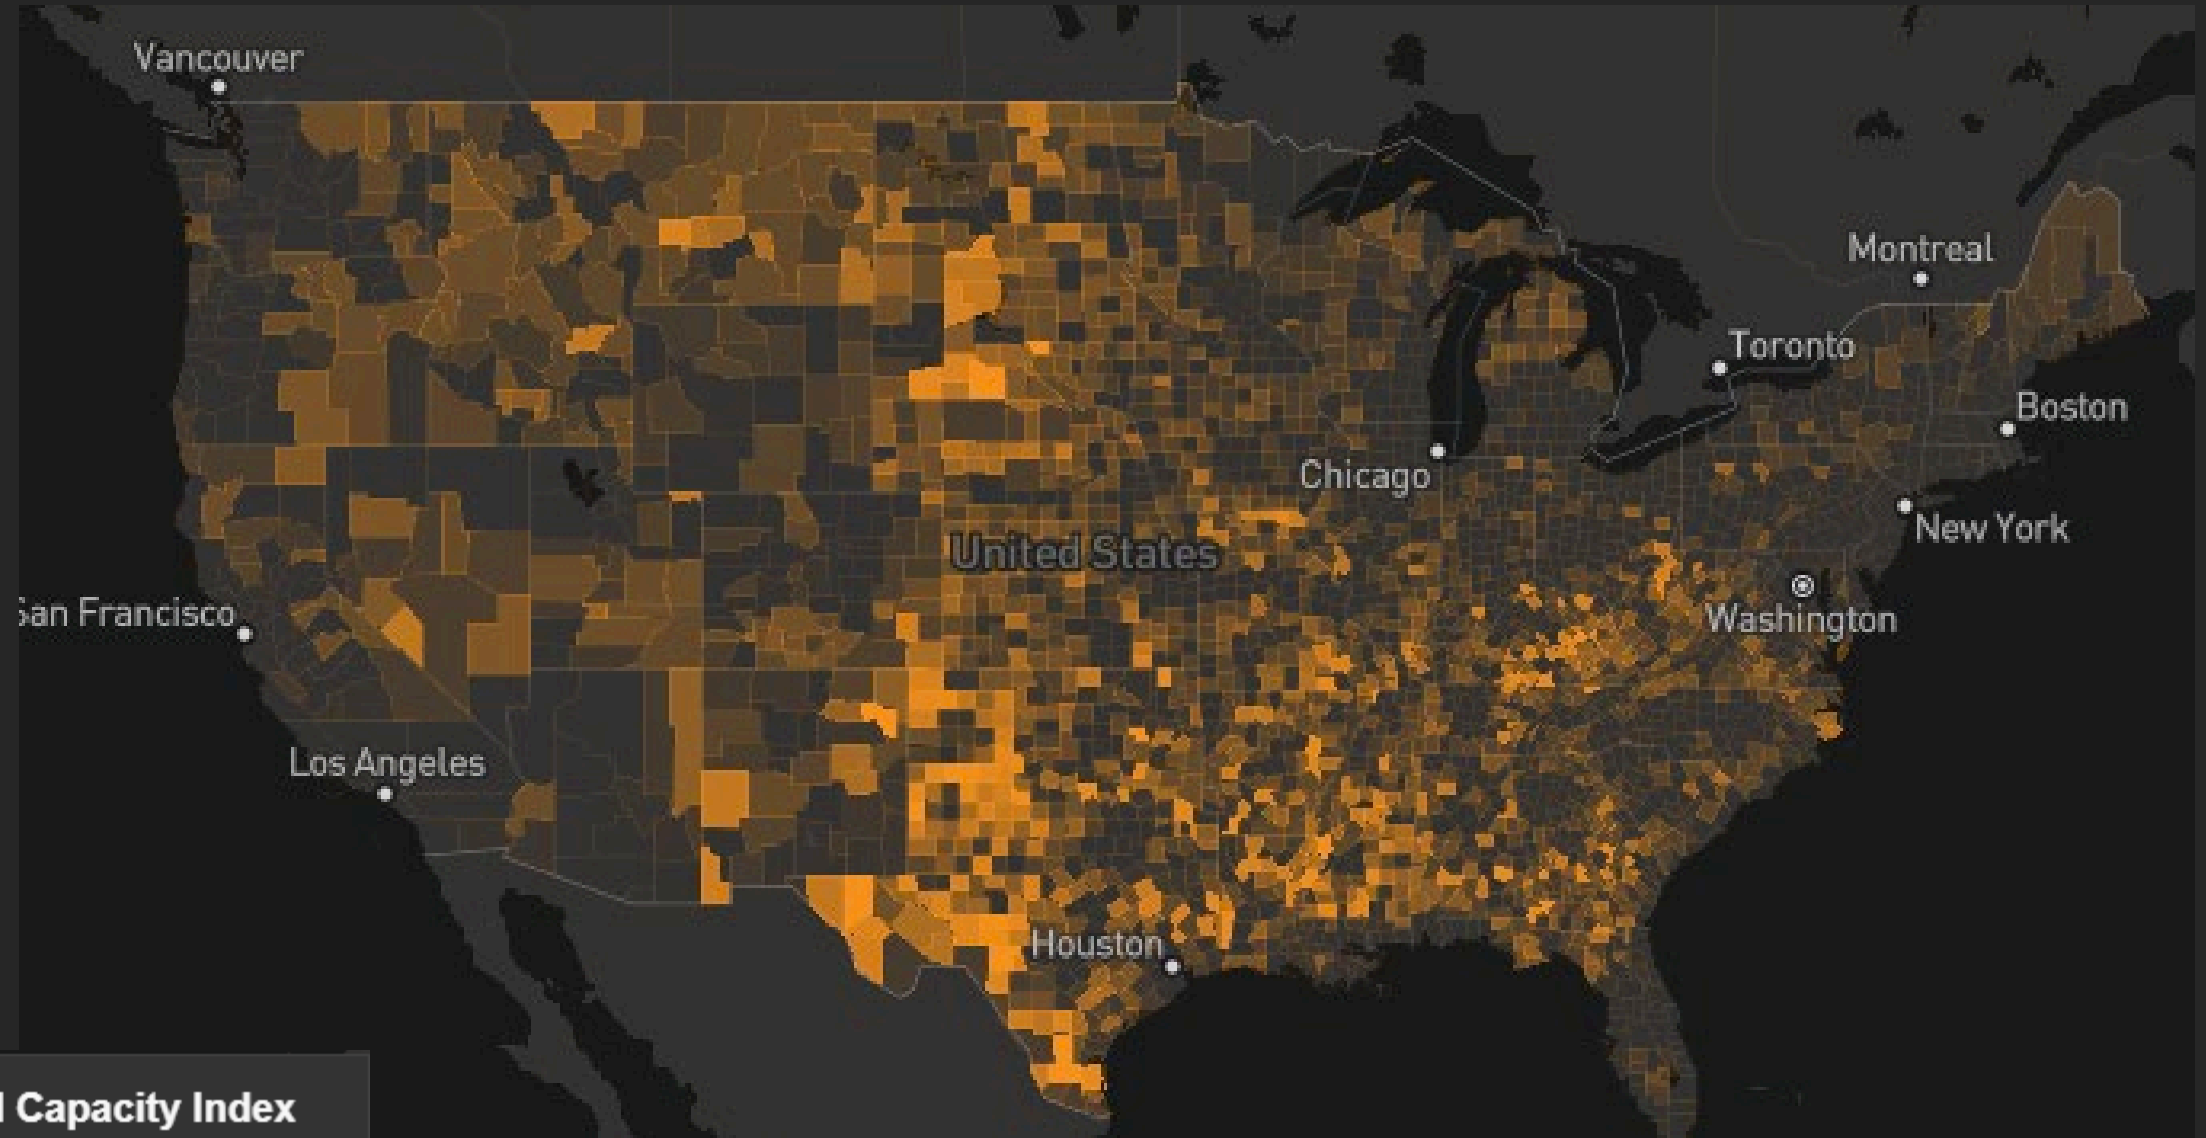 Vancouver
Montreal
Toronto
Boston
Chicago
New York
United States
San Francisco
Washington
Los Angeles
Houston
Capacity Index